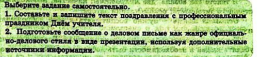 Выберите задание самостоятельно.
1. Составьте и запишите текст поздравления с профессиональным
праздником Днём учителя.
2. Подготовьте сообщение о деловом письме как жанре официаль-
но-делового стиля в виде презентации, используя дополнительные
источники информации.